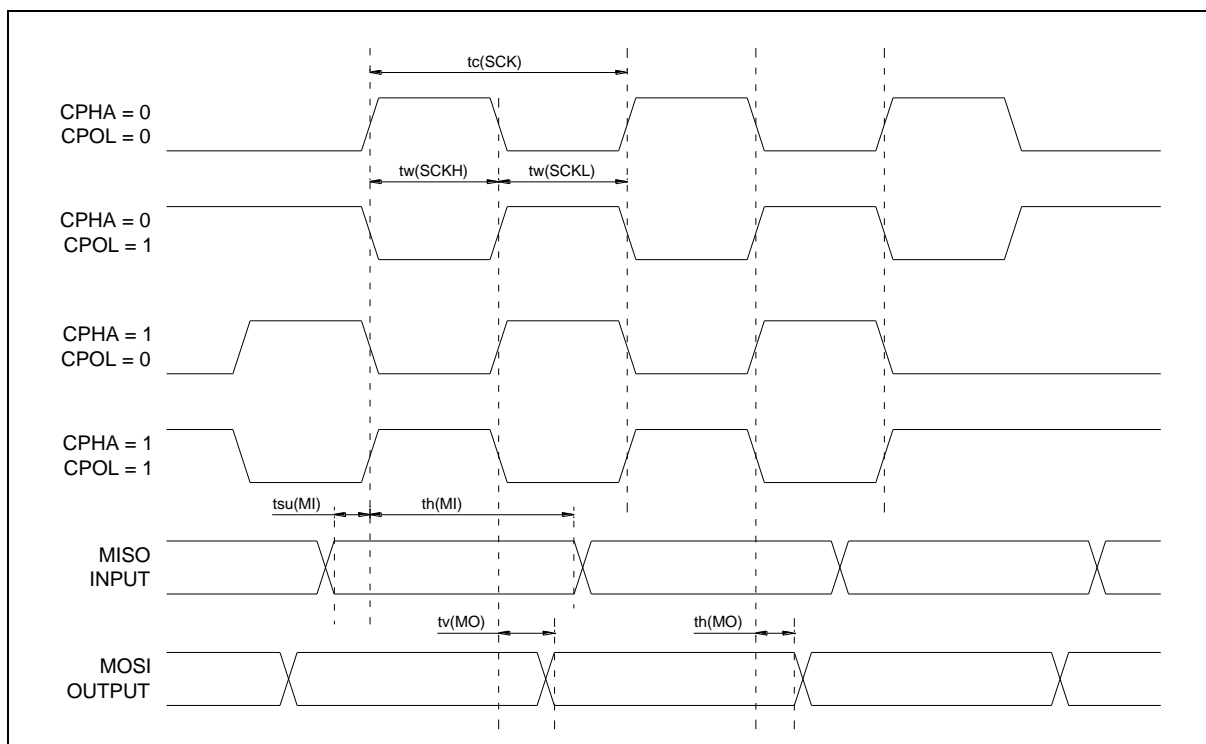 tc(SCK)
CPHA = 0
CPOL = 0
tw(SCKH)
tw(SCKL)
CPHA = 0
CPOL = 1
CPHA = 1
CPOL = 0
CPHA = 1
CPOL = 1
tsu(MI)
th(MI)
MISO
INPUT
tv(MO)
th(MO)
MOSI
OUTPUT